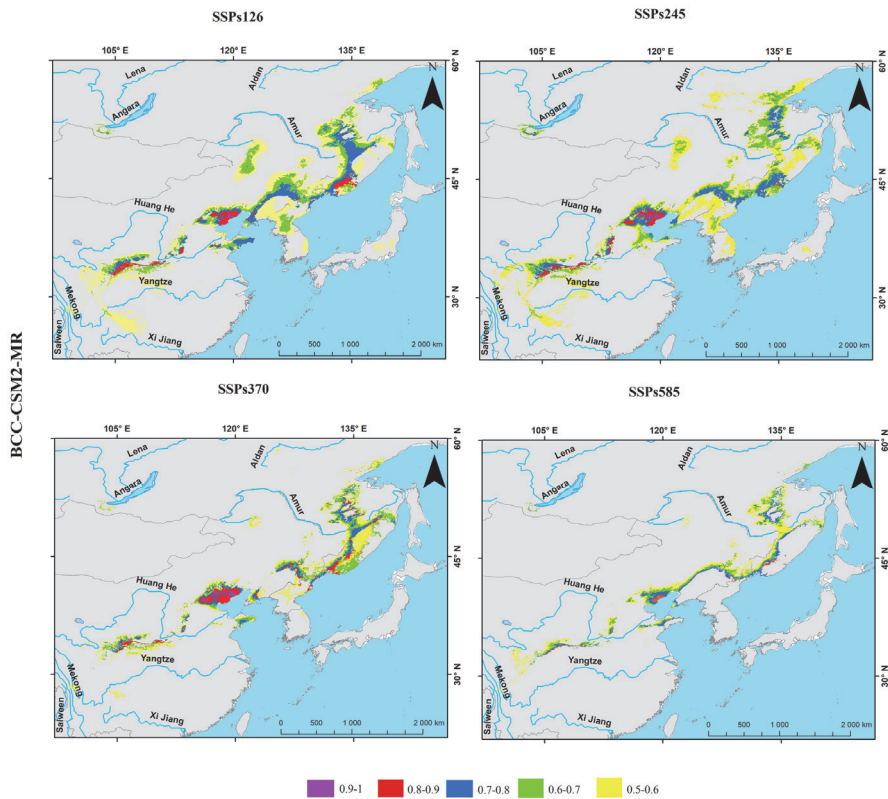 SSPs126
SSPs245
105° E 120° E 135° E
105° E 120° E 135° E
60° N
60° N
N
N
Lena
Aldan
Angara
Amur
Lena
Aldan
Angara
Amur
45° N
45° N
Huang He
Huang He
Yangtze
Yangtze
30° N
30° N
Mekong
Salween
Xi Jiang
Mekong
Salween
Xi Jiang
0 500 1 000 2 000 km
0 500 1 000 2 000 km
BCC-CSM2-MR
SSPs370
SSPs585
105° E 120° E 135° E
105° E 120° E 135° E
60° N
60° N
N
N
Lena
Aldan
Angara
Amur
Lena
Aldan
Angara
Amur
45° N
45° N
Huang He
Huang He
Yangtze
Yangtze
30° N
30° N
Mekong
Salween
Xi Jiang
Mekong
Salween
Xi Jiang
0 500 1 000 2 000 km
0 500 1 000 2 000 km
0.9-1 0.8-0.9 0.7-0.8 0.6-0.7 0.5-0.6